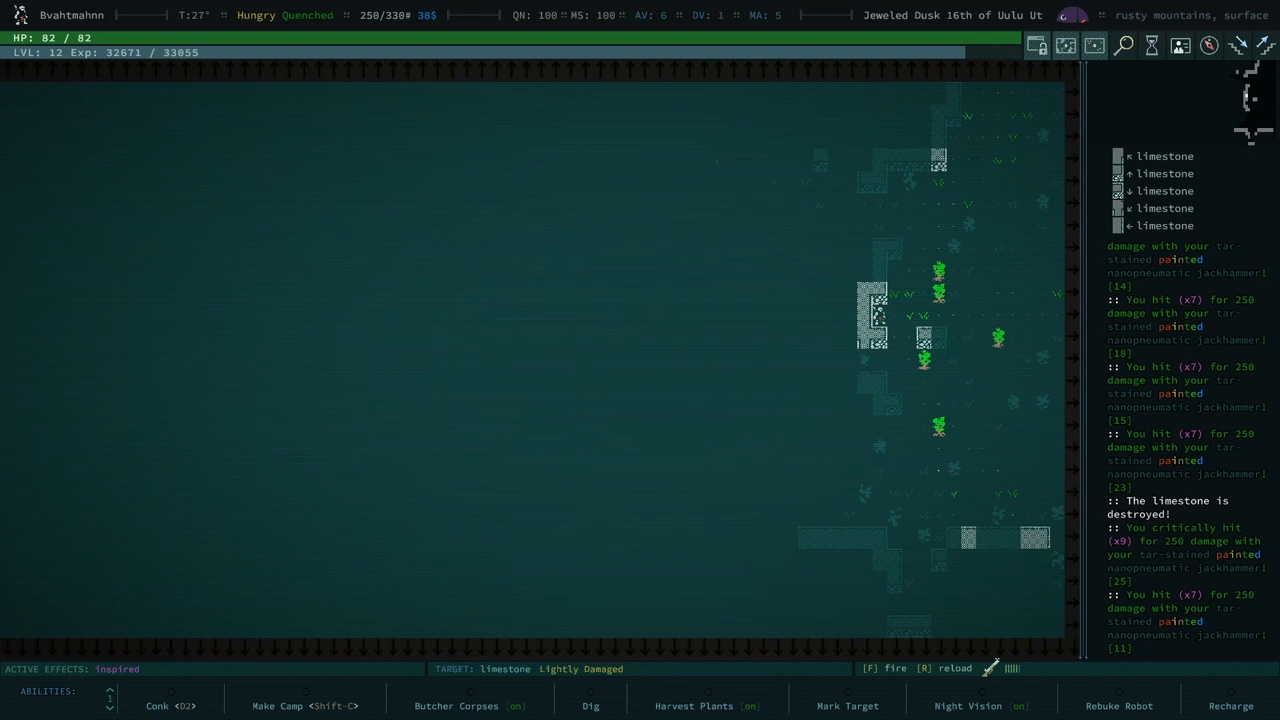 Bvahtmahnn T:27° Hungry Quenched :: 250/330# 38$ QN: 100 :: MS: 100 :: AV: 6 :: DV: 1 :: MA: 5 Jeweled Dusk 16th of Uulu Ut :: rusty mountains, surface
HP: 82 / 82
LVL: 12 Exp: 32671 / 33055
↖ limestone
↑ limestone
↓ limestone
↙ limestone
← limestone
damage with your tar-
stained painted
nanopneumatic jackhammer!
[14]
:: You hit (x7) for 250
damage with your tar-
stained painted
nanopneumatic jackhammer!
[18]
:: You hit (x7) for 250
damage with your tar-
stained painted
nanopneumatic jackhammer!
[15]
:: You hit (x7) for 250
damage with your tar-
stained painted
nanopneumatic jackhammer!
[23]
:: The limestone is
destroyed!
:: You critically hit
(x9) for 250 damage with
your tar-stained painted
nanopneumatic jackhammer!
[25]
:: You hit (x7) for 250
damage with your tar-
stained painted
nanopneumatic jackhammer!
[11]
ACTIVE EFFECTS: inspired TARGET: limestone Lightly Damaged [F] fire [R] reload
ABILITIES: 1 Conk <D2> Make Camp <Shift-C> Butcher Corpses [on] Dig Harvest Plants [on] Mark Target Night Vision [on] Rebuke Robot Recharge